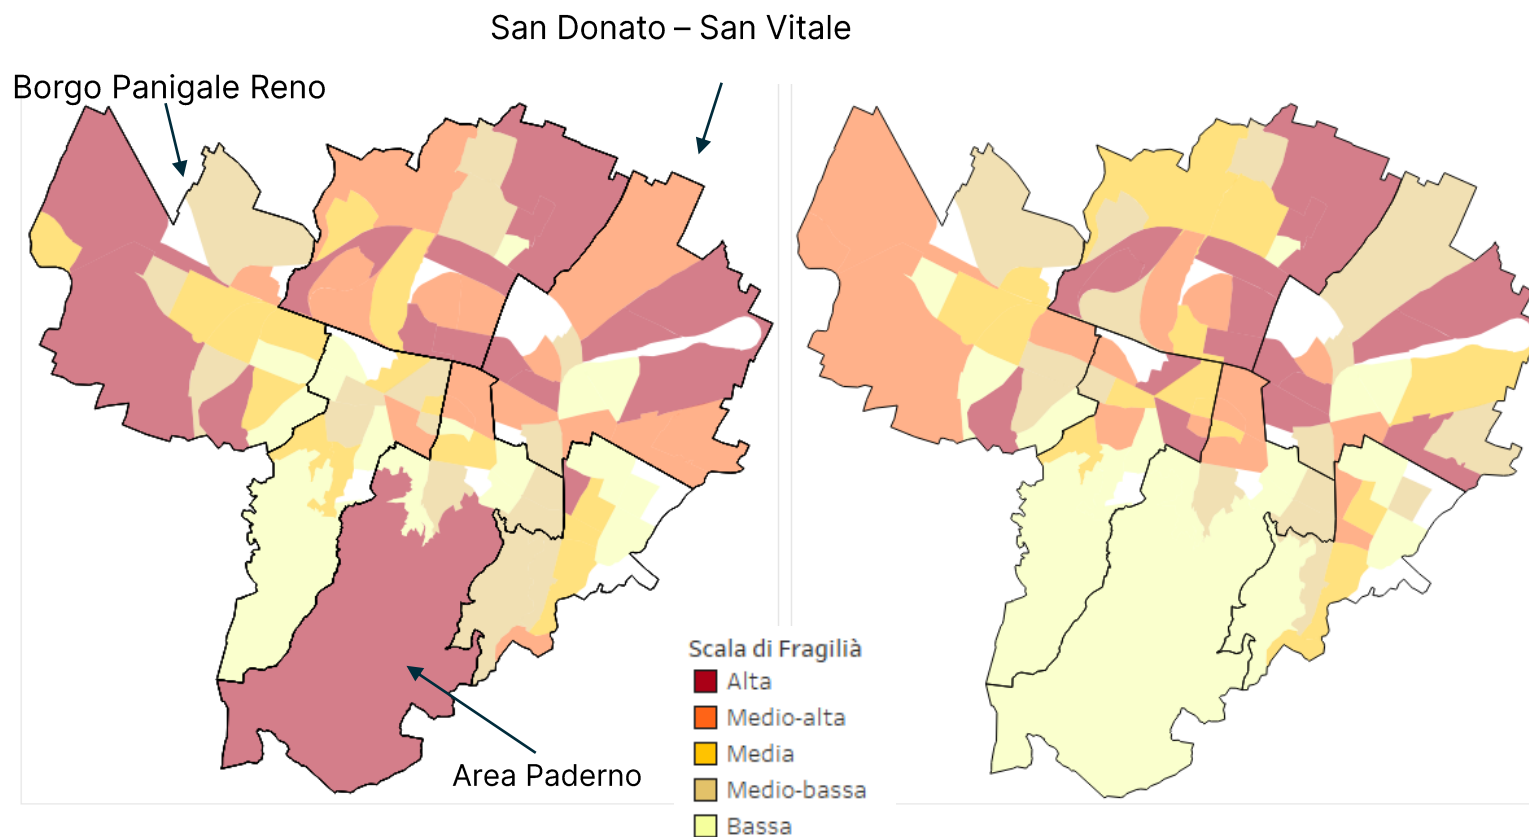 San Donato – San Vitale
Borgo Panigale Reno
Scala di Fragilià
Alta
Medio-alta
Media
Medio-bassa
Bassa
Area Paderno